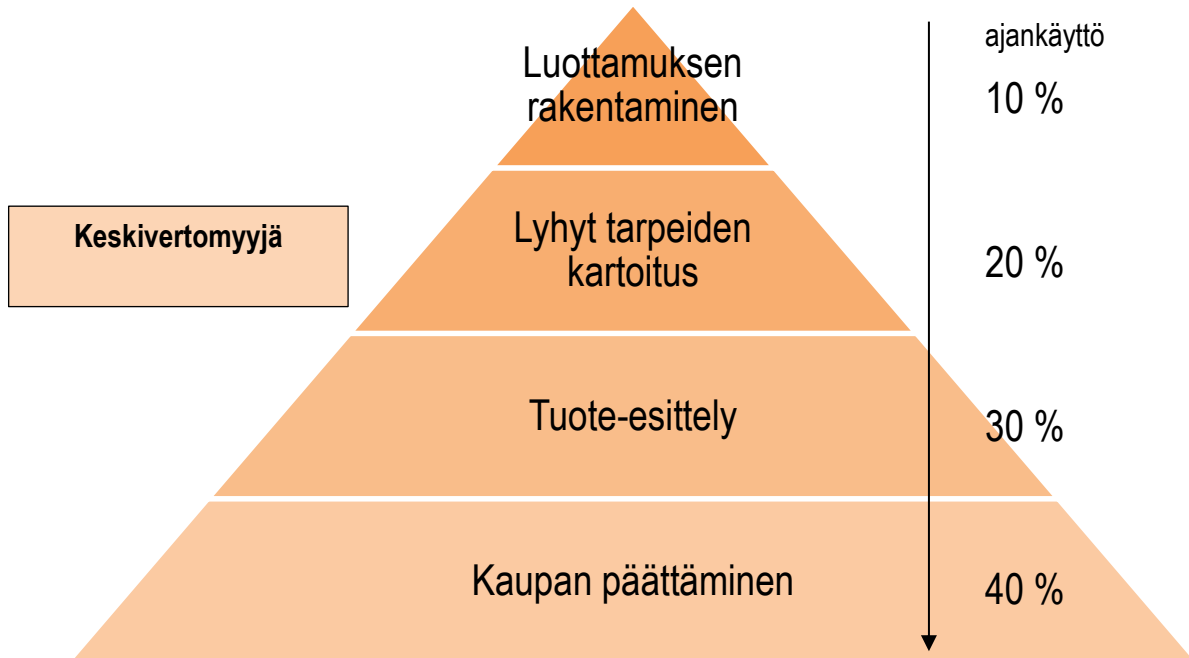 ajankäyttö
Luottamuksen
rakentaminen
10 %
Keskivertomyyjä
Lyhyt tarpeiden
kartoitus
20 %
Tuote-esittely
30 %
Kaupan päättäminen
40 %